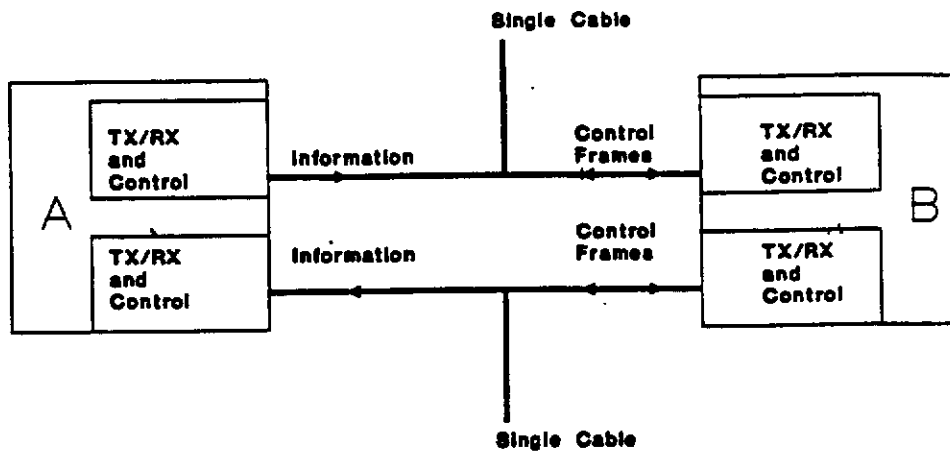 Single Cable
TX/RX
and
Control
Information
Control
Frames
TX/RX
and
Control
A
B
TX/RX
and
Control
Information
Control
Frames
TX/RX
and
Control
Single Cable